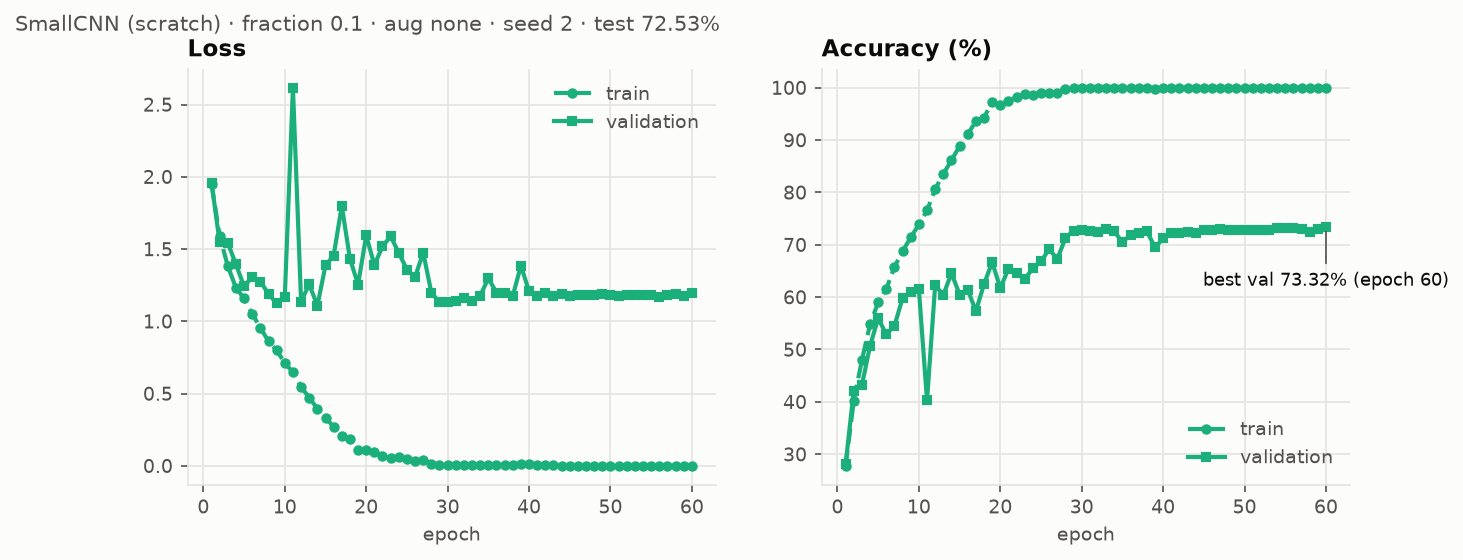 SmallCNN (scratch) · fraction 0.1 · aug none · seed 2 · test 72.53%
Loss
train
validation
2.5
2.0
1.5
1.0
0.5
0.0
0 10 20 30 40 50 60
epoch
Accuracy (%)
100
90
80
70
60
50
40
30
best val 73.32% (epoch 60)
train
validation
0 10 20 30 40 50 60
epoch